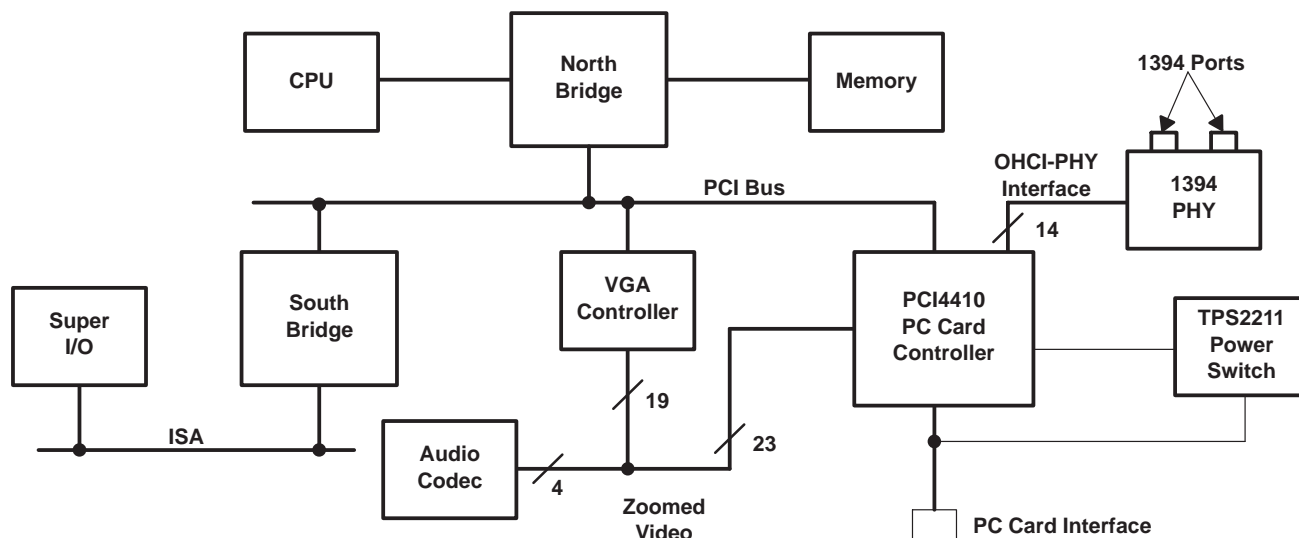 CPU
North
Bridge
Memory
1394 Ports
OHCI-PHY
Interface
1394
PHY
PCI Bus
14
Super
I/O
South
Bridge
VGA
Controller
PCI4410
PC Card
Controller
TPS2211
Power
Switch
19
ISA
Audio
Codec
4
23
Zoomed
Video
PC Card Interface